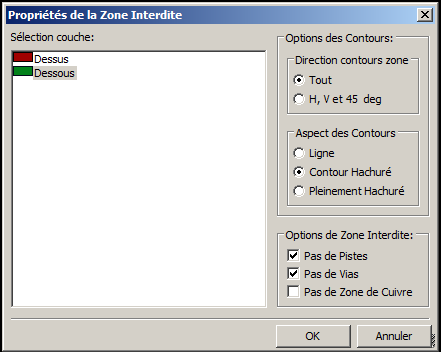 Propriétés de la Zone Interdite
Sélection couche:
Dessus
Dessous
Options des Contours:
Direction contours zone
Tout
H, V et 45 deg
Aspect des Contours
Ligne
Contour Hachuré
Pleinement Hachuré
Options de Zone Interdite:
Pas de Pistes
Pas de Vias
Pas de Zone de Cuivre
OK
Annuler